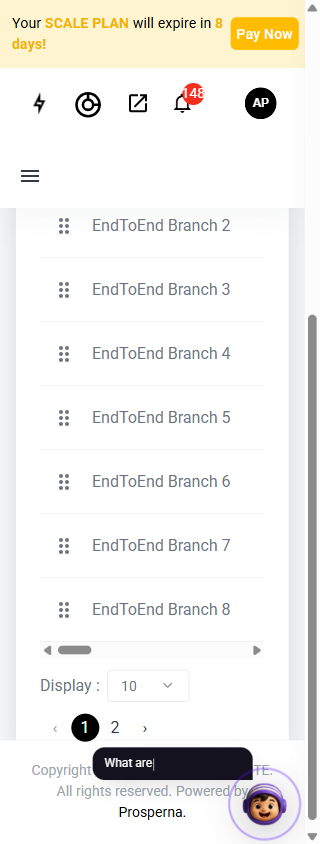 Your SCALE PLAN will expire in 8
days!
Pay Now
148
AP
EndToEnd Branch 2
EndToEnd Branch 3
EndToEnd Branch 4
EndToEnd Branch 5
EndToEnd Branch 6
EndToEnd Branch 7
EndToEnd Branch 8
Display :
10
‹ 1 2 ›
What are
Copyright TE.
All rights reserved. Powered by
Prosperna.